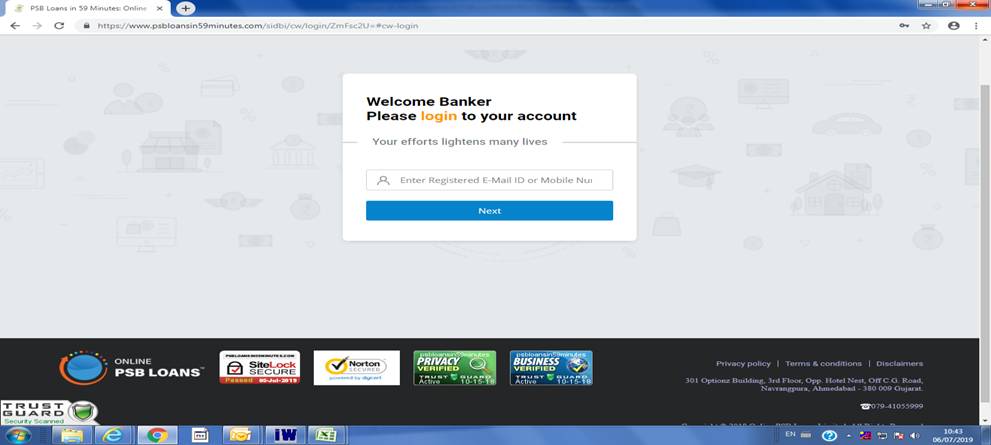 PSB Loans in 59 Minutes: Online
https://www.psbloansin59minutes.com/sidbi/cw/login/ZmFsc2U=#cw-login
Welcome Banker
Please login to your account
Your efforts lightens many lives
Enter Registered E-Mail ID or Mobile Nu
Next
ONLINE
PSB LOANS™
PSBLOANSIN59MINUTES.COM
SiteLock
SECURE
Passed 05-Jul-2019
Norton
SECURED
powered by digicert
psbloansin59minutes
PRIVACY
VERIFIED
TRUST GUARD
Active 10-15-18
psbloansin59minutes
BUSINESS
VERIFIED
TRUST GUARD
Active 10-15-18
Privacy policy | Terms & conditions | Disclaimers
301 Optionz Building, 3rd Floor, Opp. Hotel Nest, Off C.G. Road,
Navrangpura, Ahmedabad - 380 009 Gujarat.
☎079-41055999
TRUST
GUARD
Security Scanned
iW
EN
10:43
06/07/2019